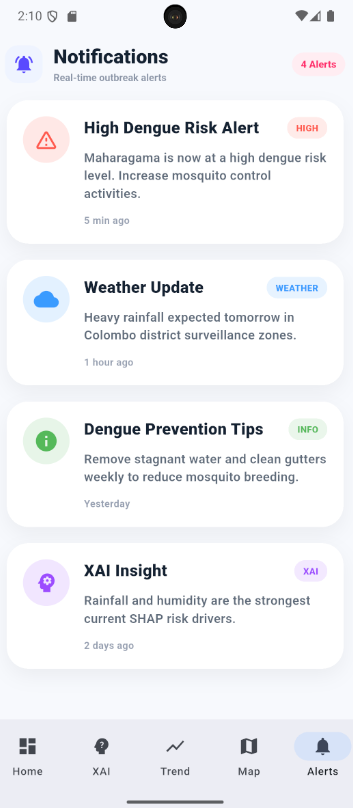 2:10
Notifications
Real-time outbreak alerts
4 Alerts
High Dengue Risk Alert
HIGH
Maharagama is now at a high dengue risk
level. Increase mosquito control
activities.
5 min ago
Weather Update
WEATHER
Heavy rainfall expected tomorrow in
Colombo district surveillance zones.
1 hour ago
Dengue Prevention Tips
INFO
Remove stagnant water and clean gutters
weekly to reduce mosquito breeding.
Yesterday
XAI Insight
XAI
Rainfall and humidity are the strongest
current SHAP risk drivers.
2 days ago
Home
XAI
Trend
Map
Alerts